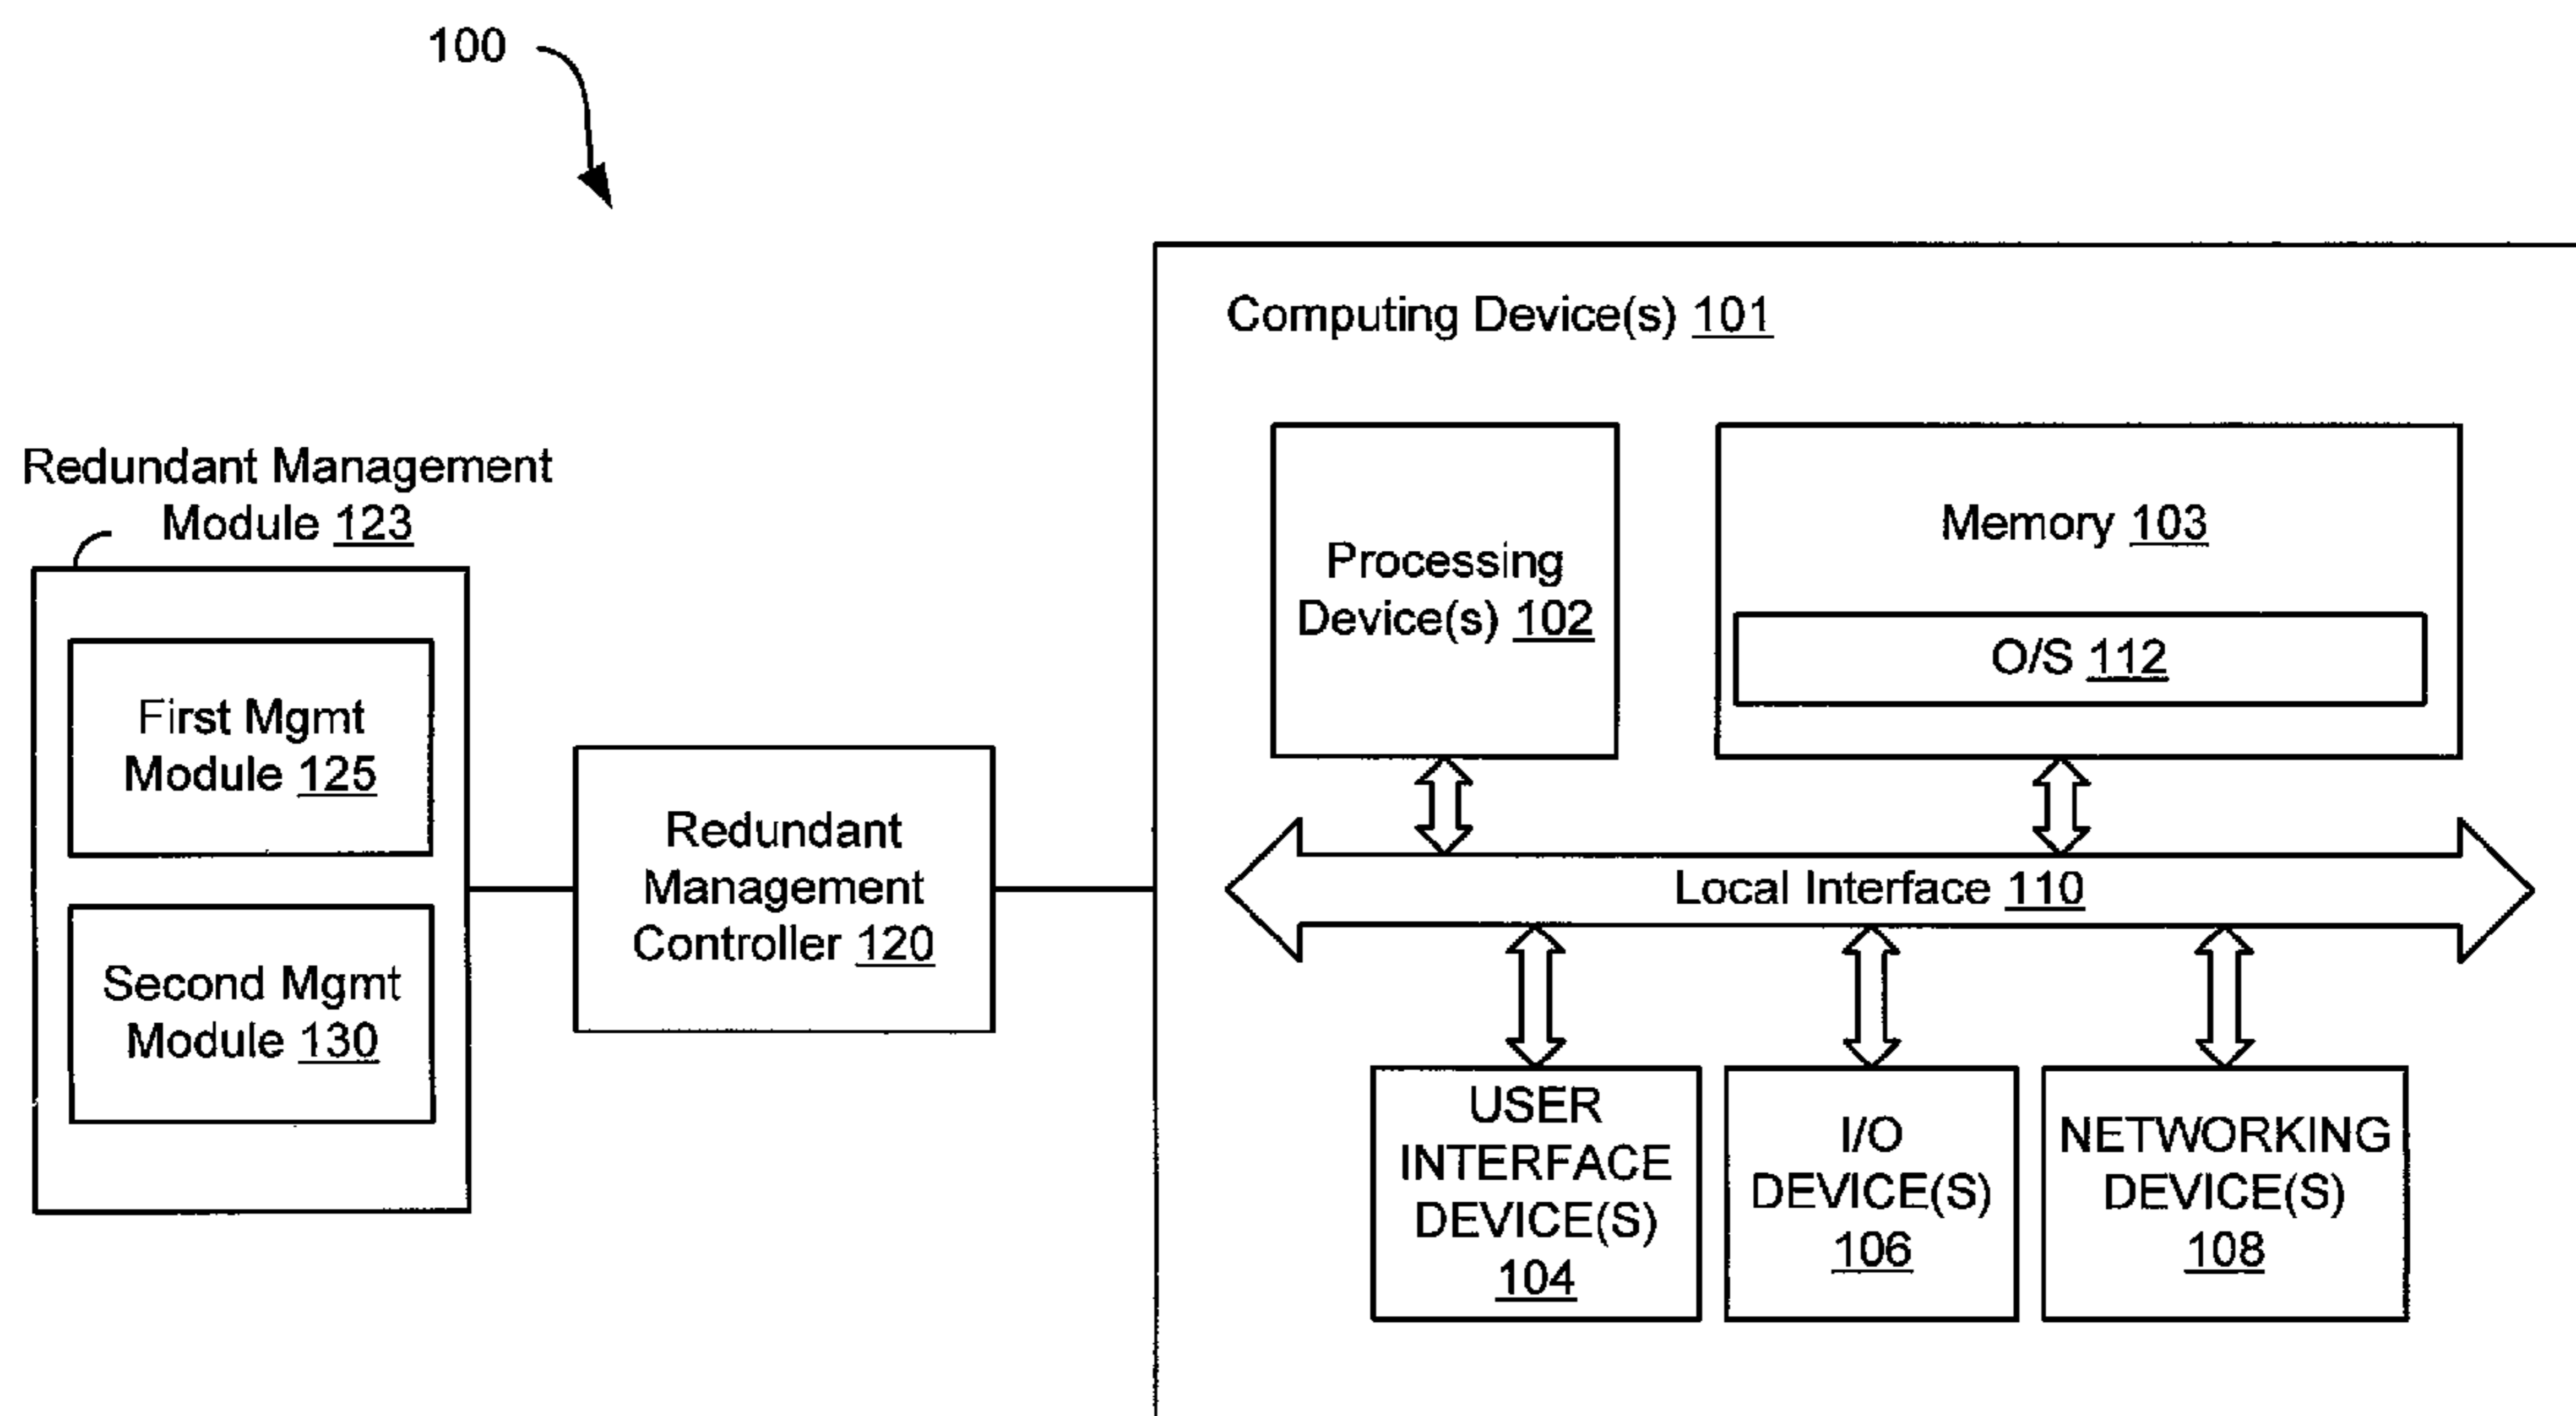 100
Computing Device(s) 101
Redundant Management
Module 123
First Mgmt
Module 125
Second Mgmt
Module 130
Redundant
Management
Controller 120
Processing
Device(s) 102
Memory 103
O/S 112
Local Interface 110
USER
INTERFACE
DEVICE(S)
104
I/O
DEVICE(S)
106
NETWORKING
DEVICE(S)
108